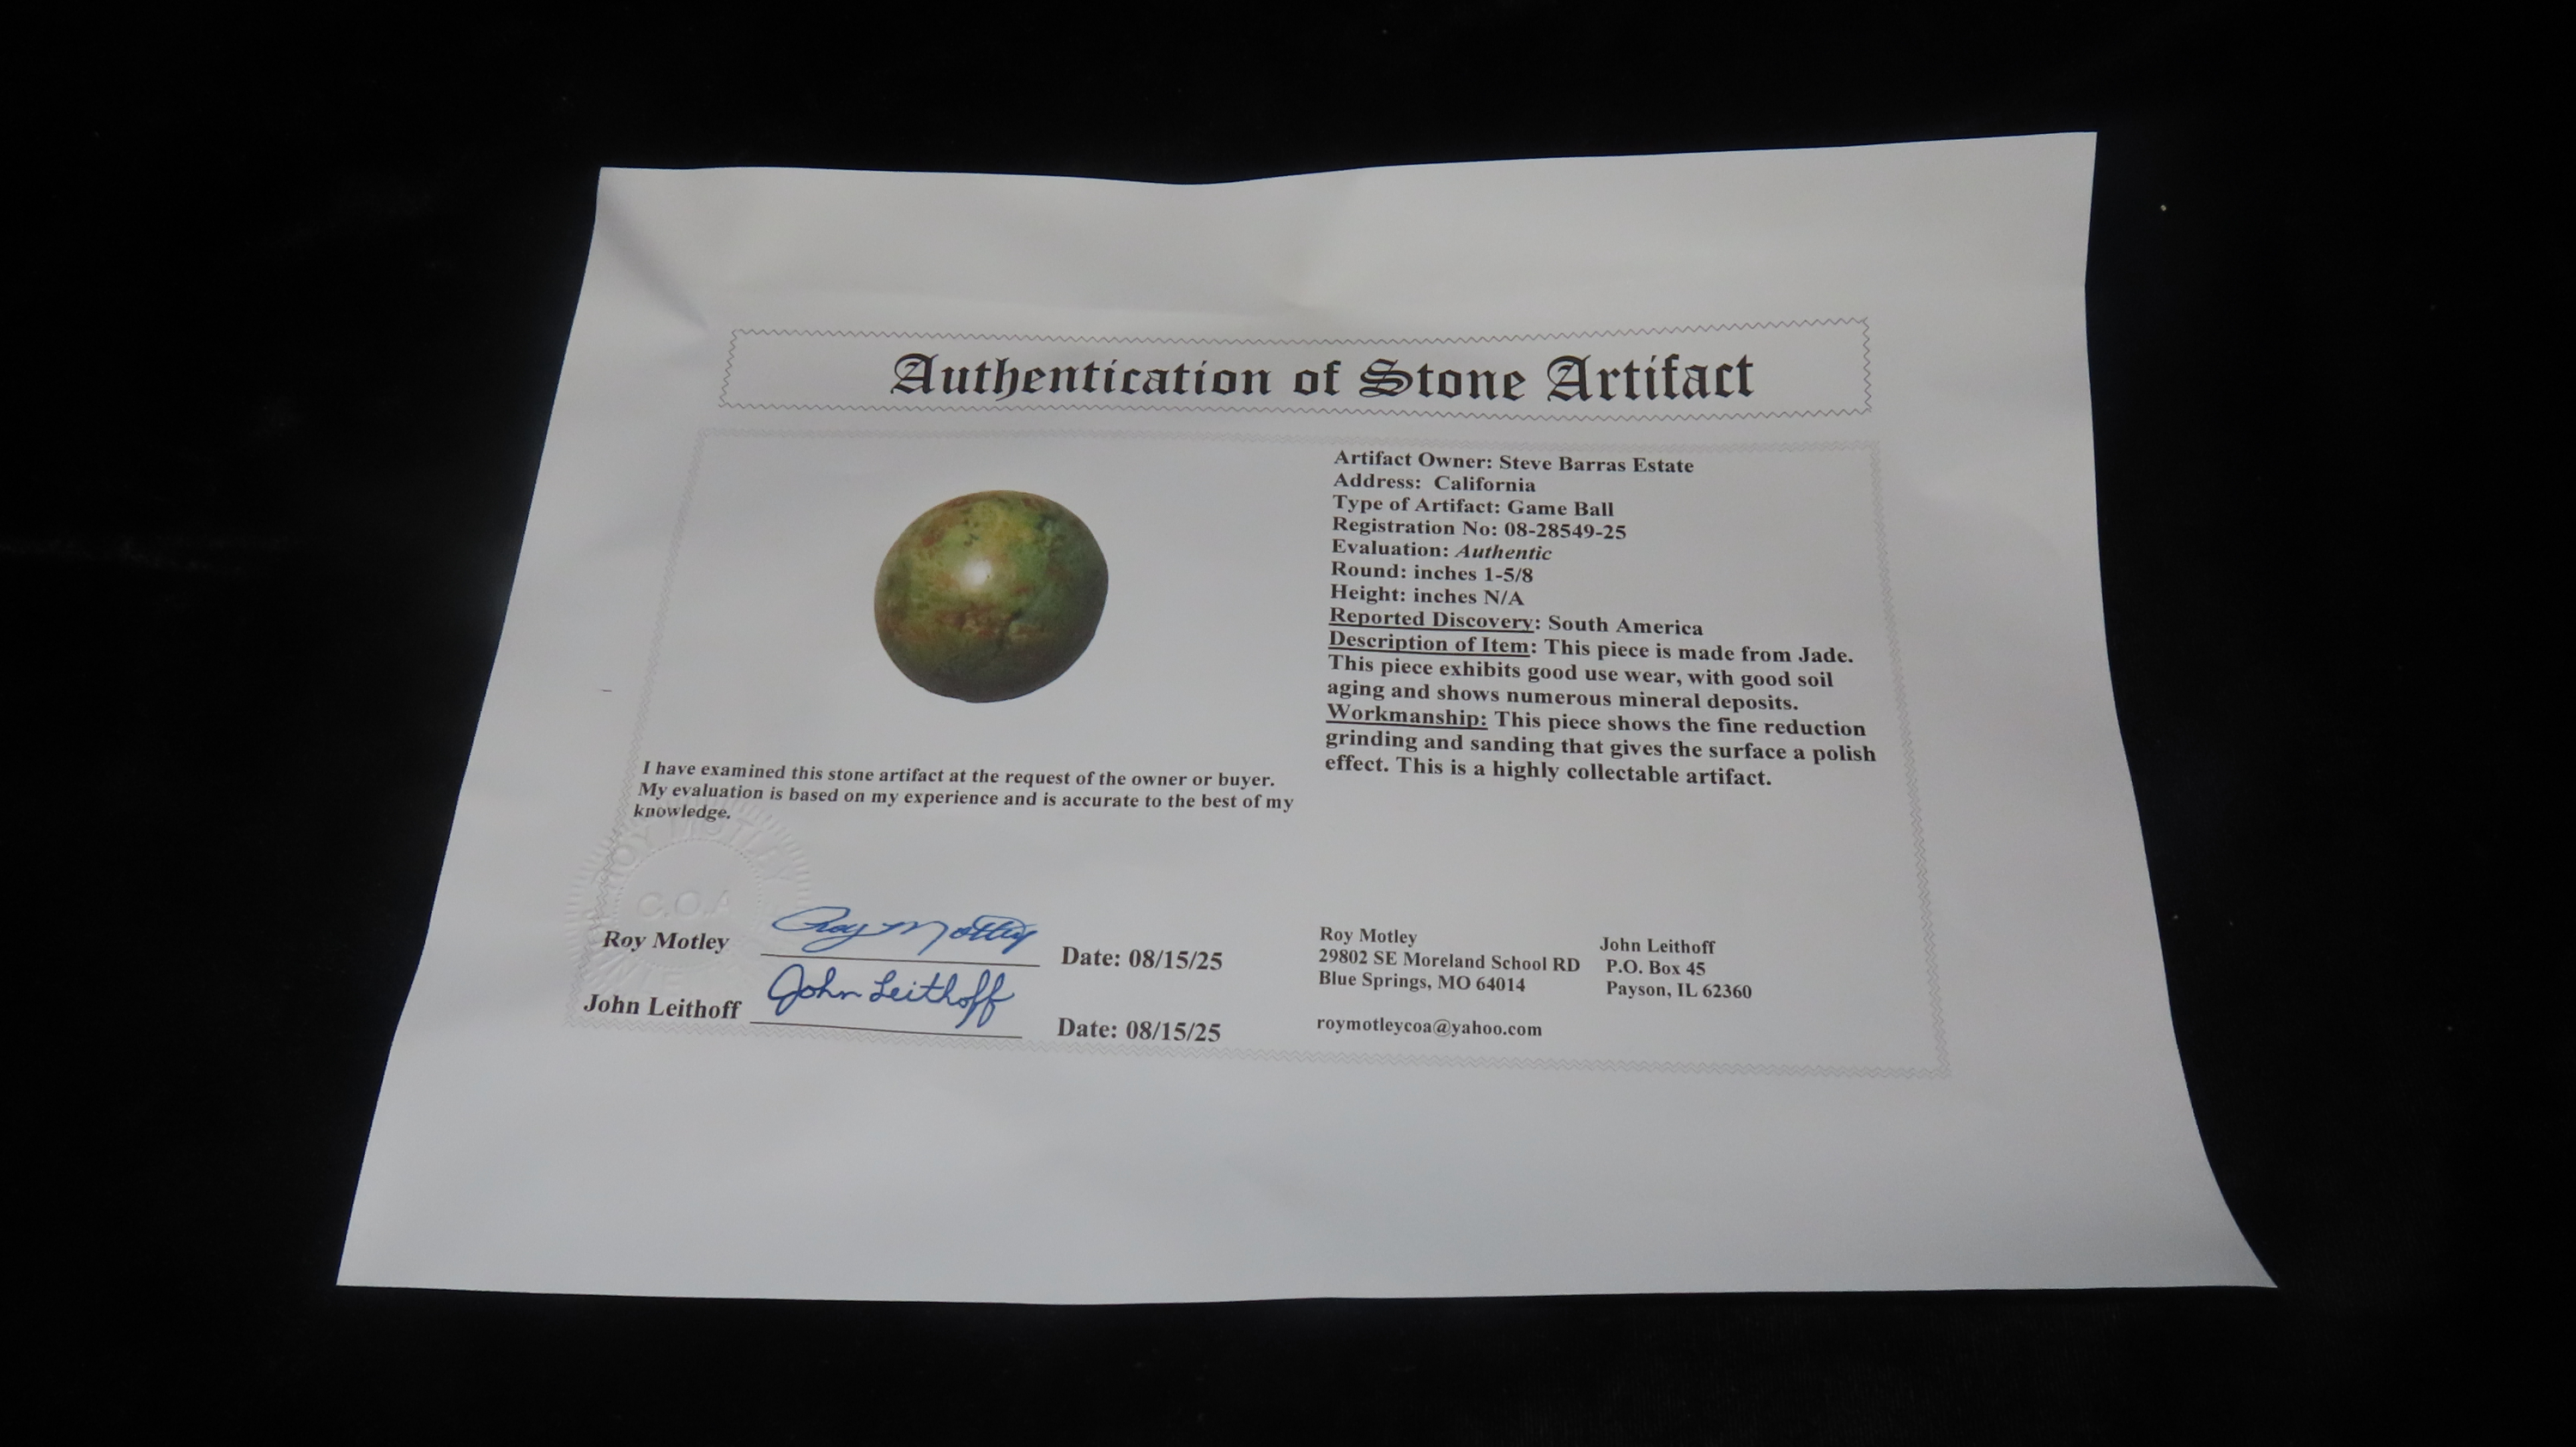 Authentication of Stone Artifact
Artifact Owner: Steve Barras Estate
Address: California
Type of Artifact: Game Ball
Registration No: 08-28549-25
Evaluation: Authentic
Round: inches 1-5/8
Height: inches N/A
Reported Discovery: South America
Description of Item: This piece is made from Jade.
This piece exhibits good use wear, with good soil
aging and shows numerous mineral deposits.
Workmanship: This piece shows the fine reduction
grinding and sanding that gives the surface a polish
effect. This is a highly collectable artifact.
I have examined this stone artifact at the request of the owner or buyer.
My evaluation is based on my experience and is accurate to the best of my
knowledge.
ROY MOTLEY
C.O.A
Roy Motley Roy Motley Date: 08/15/25
John Leithoff John Leithoff Date: 08/15/25
Roy Motley
29802 SE Moreland School RD
Blue Springs, MO 64014
roymotleycoa@yahoo.com
John Leithoff
P.O. Box 45
Payson, IL 62360